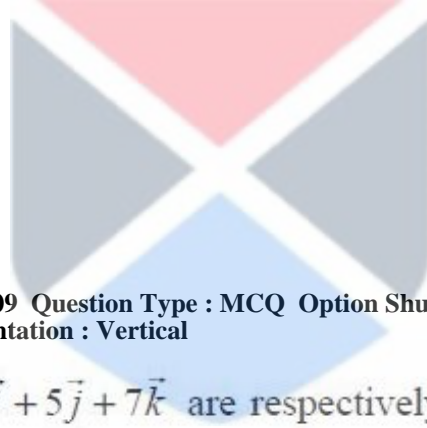 09 Question Type : MCQ Option Shu
ntation : Vertical
+ 5j⃗ + 7k⃗ are respectively